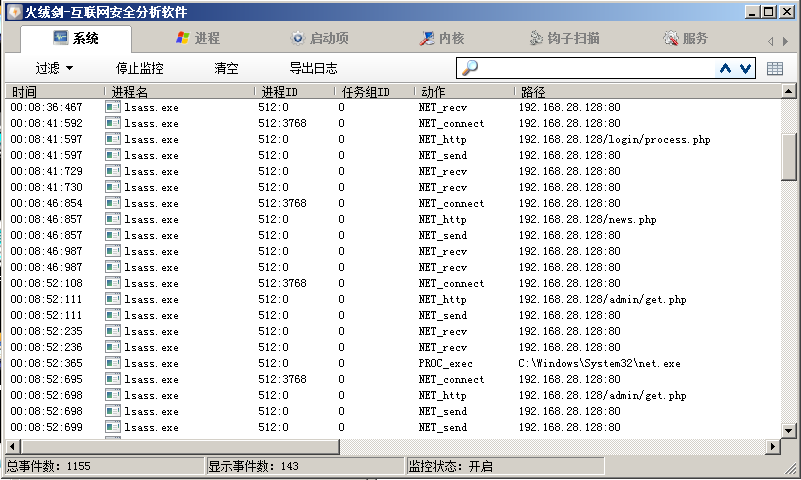 火绒剑-互联网安全分析软件
系统 进程 启动项 内核 钩子扫描 服务
过滤 停止监控 清空 导出日志
时间 进程名 进程ID 任务组ID 动作 路径
00:08:36:467 lsass.exe 512:0 0 NET_recv 192.168.28.128:80
00:08:41:592 lsass.exe 512:3768 0 NET_connect 192.168.28.128:80
00:08:41:597 lsass.exe 512:0 0 NET_http 192.168.28.128/login/process.php
00:08:41:597 lsass.exe 512:0 0 NET_send 192.168.28.128:80
00:08:41:729 lsass.exe 512:0 0 NET_recv 192.168.28.128:80
00:08:41:730 lsass.exe 512:0 0 NET_recv 192.168.28.128:80
00:08:46:854 lsass.exe 512:3768 0 NET_connect 192.168.28.128:80
00:08:46:857 lsass.exe 512:0 0 NET_http 192.168.28.128/news.php
00:08:46:857 lsass.exe 512:0 0 NET_send 192.168.28.128:80
00:08:46:987 lsass.exe 512:0 0 NET_recv 192.168.28.128:80
00:08:46:987 lsass.exe 512:0 0 NET_recv 192.168.28.128:80
00:08:52:108 lsass.exe 512:3768 0 NET_connect 192.168.28.128:80
00:08:52:111 lsass.exe 512:0 0 NET_http 192.168.28.128/admin/get.php
00:08:52:111 lsass.exe 512:0 0 NET_send 192.168.28.128:80
00:08:52:235 lsass.exe 512:0 0 NET_recv 192.168.28.128:80
00:08:52:236 lsass.exe 512:0 0 NET_recv 192.168.28.128:80
00:08:52:365 lsass.exe 512:0 0 PROC_exec C:\Windows\System32\net.exe
00:08:52:695 lsass.exe 512:3768 0 NET_connect 192.168.28.128:80
00:08:52:698 lsass.exe 512:0 0 NET_http 192.168.28.128/admin/get.php
00:08:52:698 lsass.exe 512:0 0 NET_send 192.168.28.128:80
00:08:52:699 lsass.exe 512:0 0 NET_send 192.168.28.128:80
总事件数: 1155 显示事件数: 143 监控状态: 开启